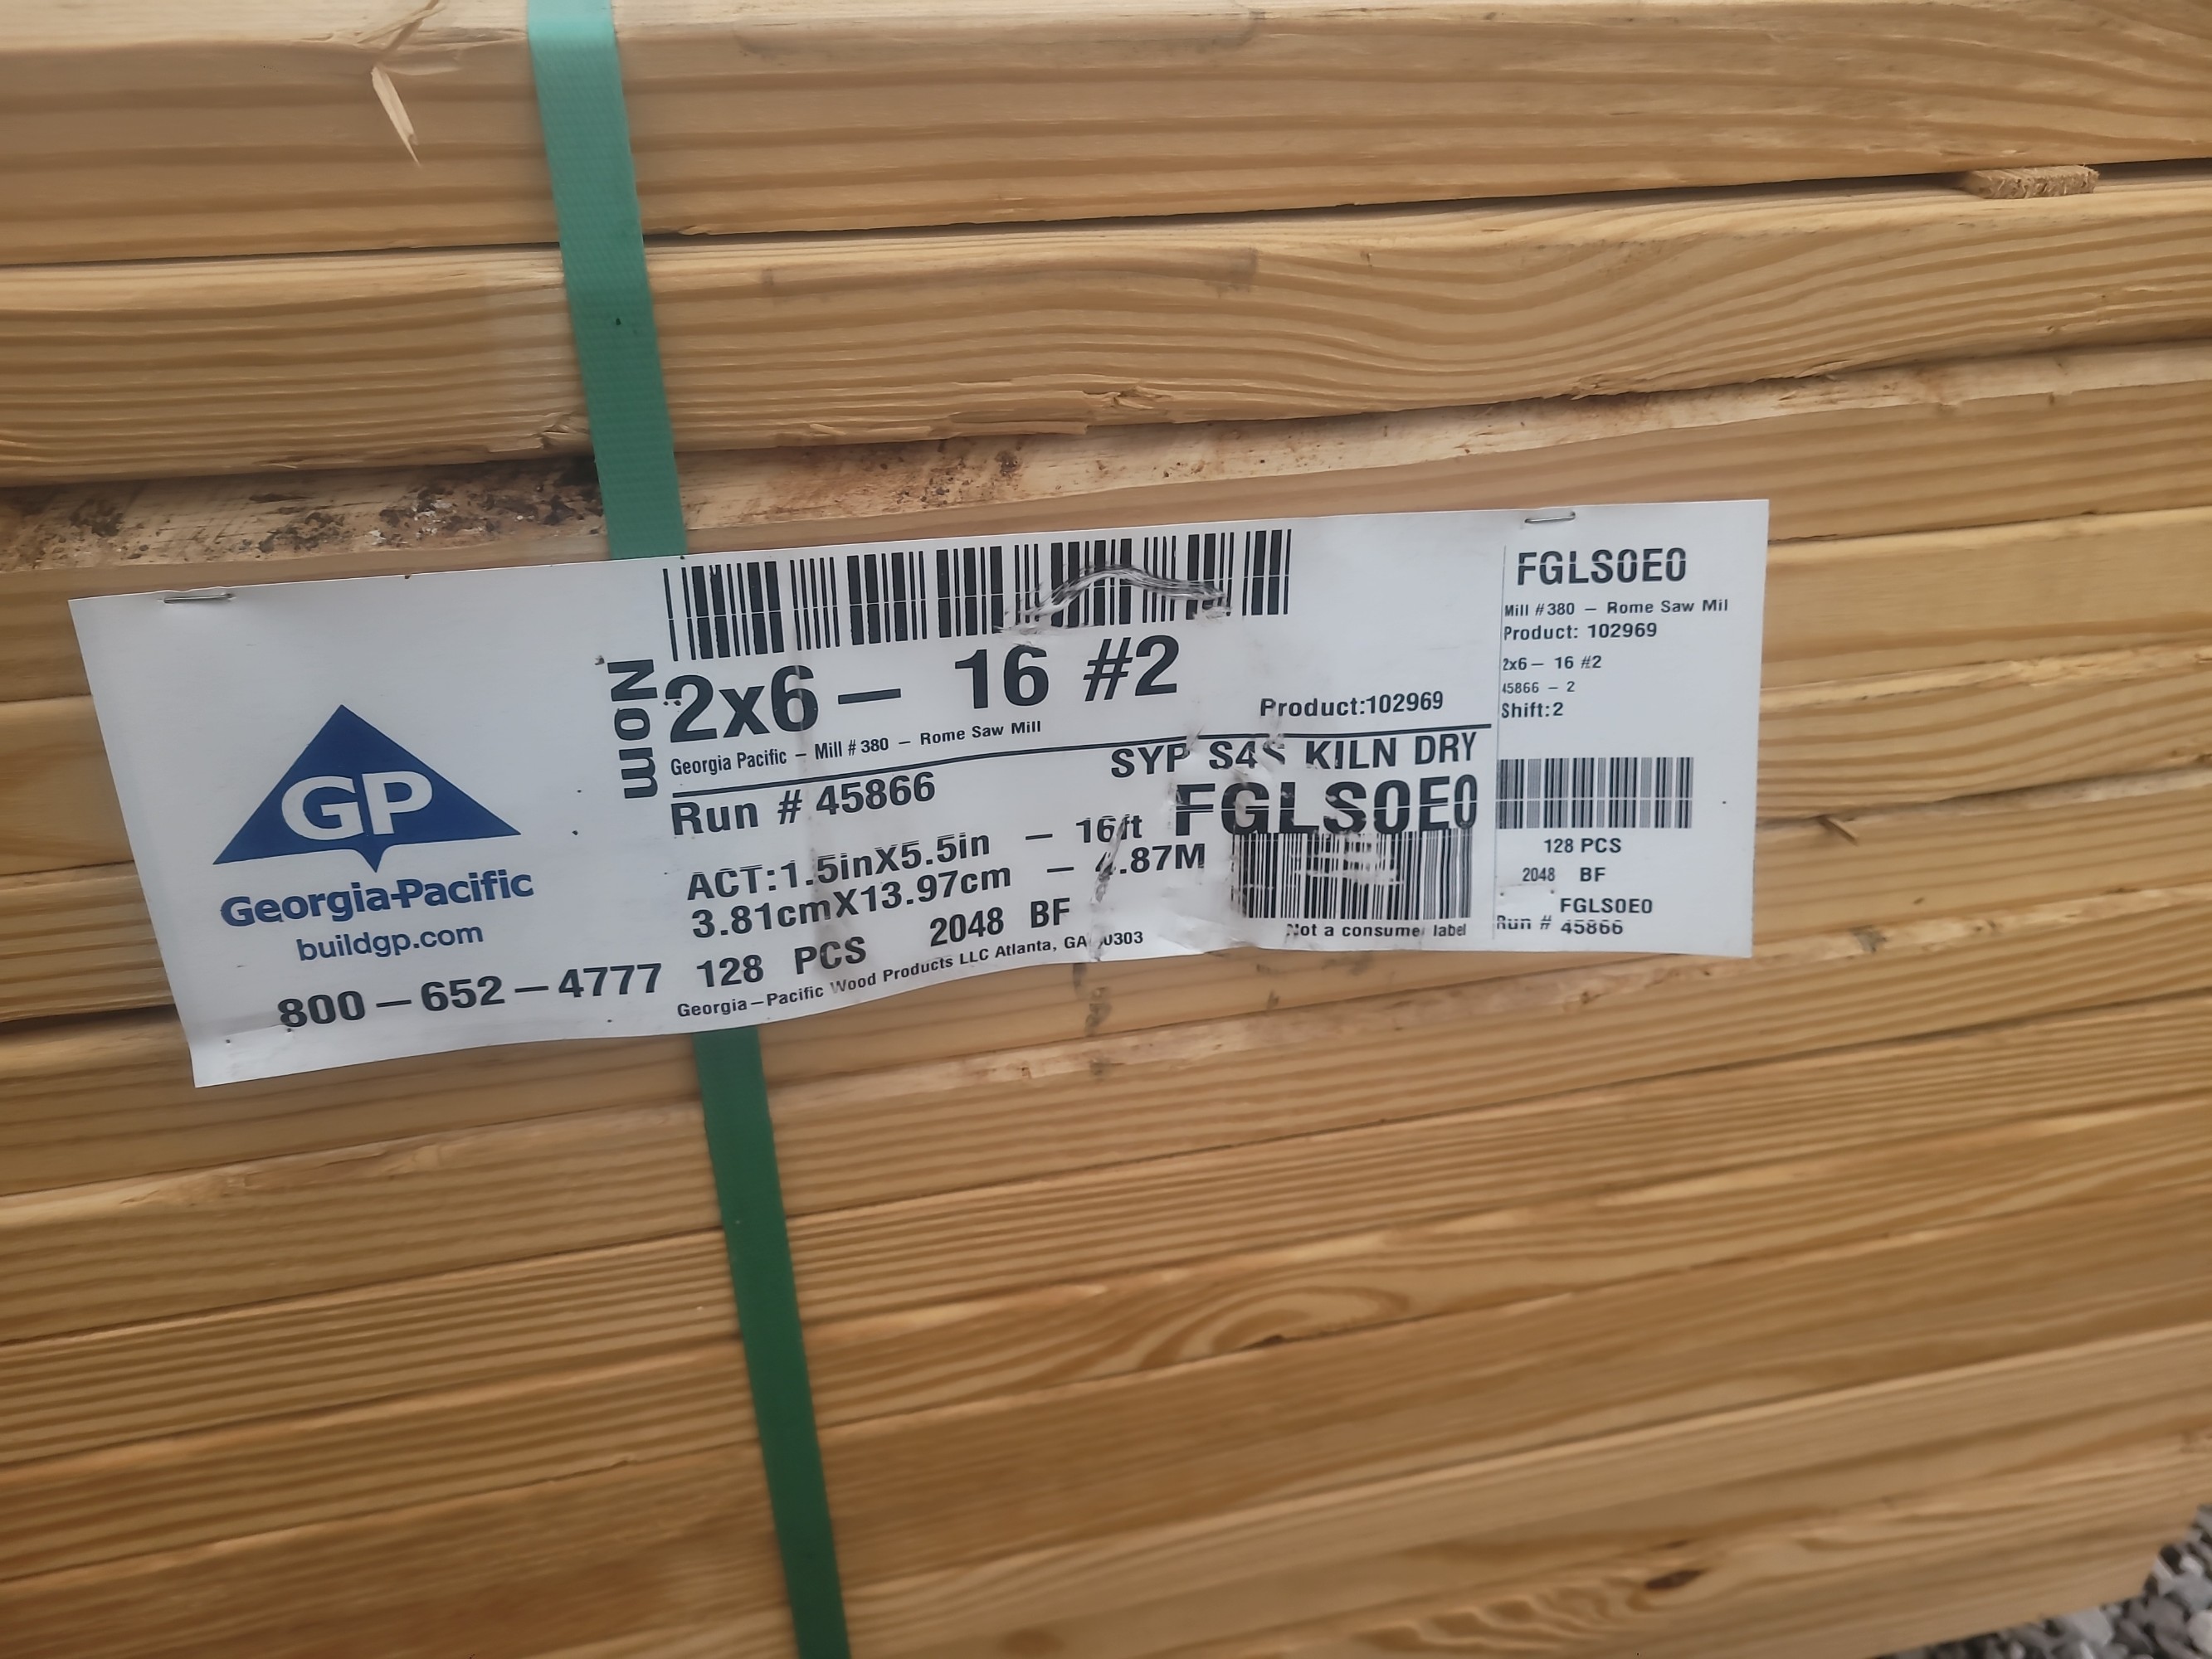 GP
Georgia-Pacific
buildgp.com
800-652-4777
Nom
2x6- 16 #2
Product:102969
Georgia Pacific - Mill #380 - Rome Saw Mill
SYP S4S KILN DRY
Run # 45866
FGLS0E0
ACT:1.5inX5.5in - 16ft
3.81cmX13.97cm - 4.87M
128 PCS 2048 BF
Not a consumer label
Georgia-Pacific Wood Products LLC Atlanta, GA
FGLS0E0
Mill #380 - Rome Saw Mil
Product: 102969
2x6- 16 #2
45866 - 2
Shift:2
128 PCS
2048 BF
FGLS0E0
Run # 45866